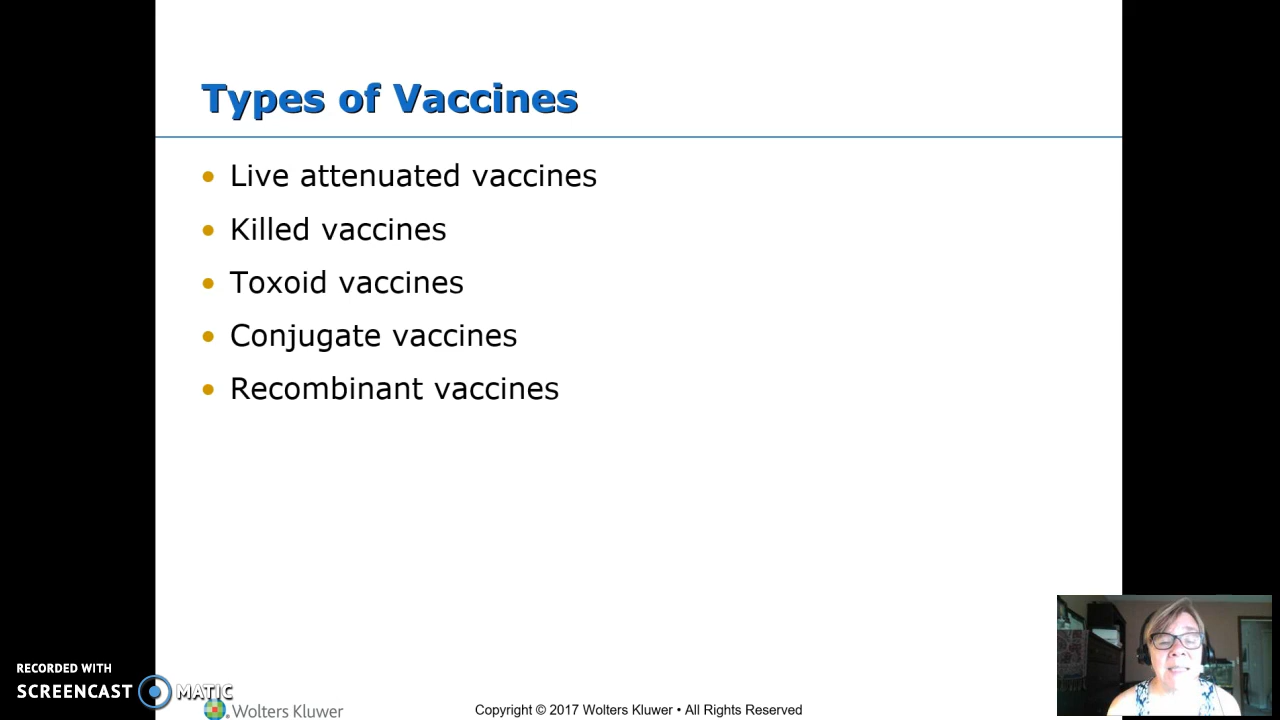 Types of Vaccines
Live attenuated vaccines
Killed vaccines
Toxoid vaccines
Conjugate vaccines
Recombinant vaccines
RECORDED WITH
SCREENCAST MATIC
Wolters Kluwer
Copyright © 2017 Wolters Kluwer • All Rights Reserved